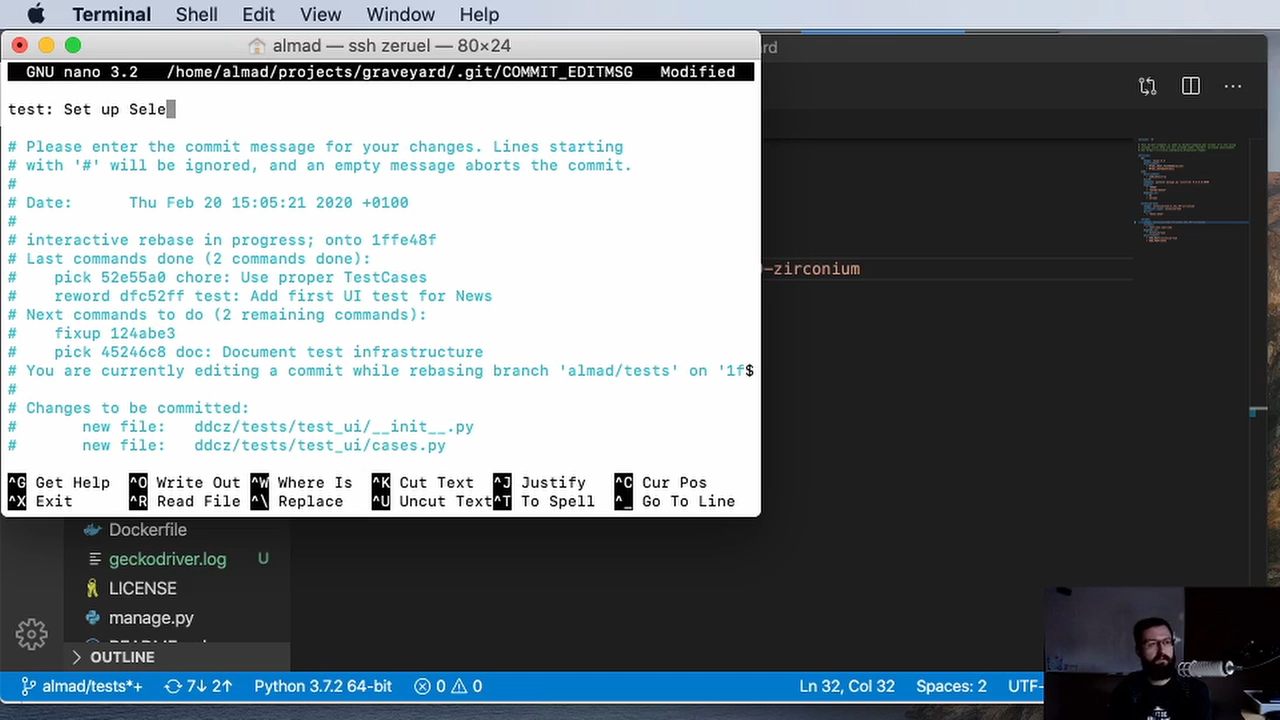 Terminal Shell Edit View Window Help
almad — ssh zeruel — 80×24
rd
GNU nano 3.2 /home/almad/projects/graveyard/.git/COMMIT_EDITMSG Modified
test: Set up Sele
# Please enter the commit message for your changes. Lines starting
# with '#' will be ignored, and an empty message aborts the commit.
#
# Date: Thu Feb 20 15:05:21 2020 +0100
#
# interactive rebase in progress; onto 1ffe48f
# Last commands done (2 commands done):
# pick 52e55a0 chore: Use proper TestCases
# reword dfc52ff test: Add first UI test for News
# Next commands to do (2 remaining commands):
# fixup 124abe3
# pick 45246c8 doc: Document test infrastructure
# You are currently editing a commit while rebasing branch 'almad/tests' on '1f$
#
# Changes to be committed:
# new file: ddcz/tests/test_ui/__init__.py
# new file: ddcz/tests/test_ui/cases.py
^G Get Help ^O Write Out ^W Where Is ^K Cut Text ^J Justify ^C Cur Pos
^X Exit ^R Read File ^\ Replace ^U Uncut Text ^T To Spell ^_ Go To Line
-zirconium
Dockerfile
geckodriver.log U
LICENSE
manage.py
OUTLINE
almad/tests*+ 7↓ 2↑ Python 3.7.2 64-bit 0 0 Ln 32, Col 32 Spaces: 2 UTF-